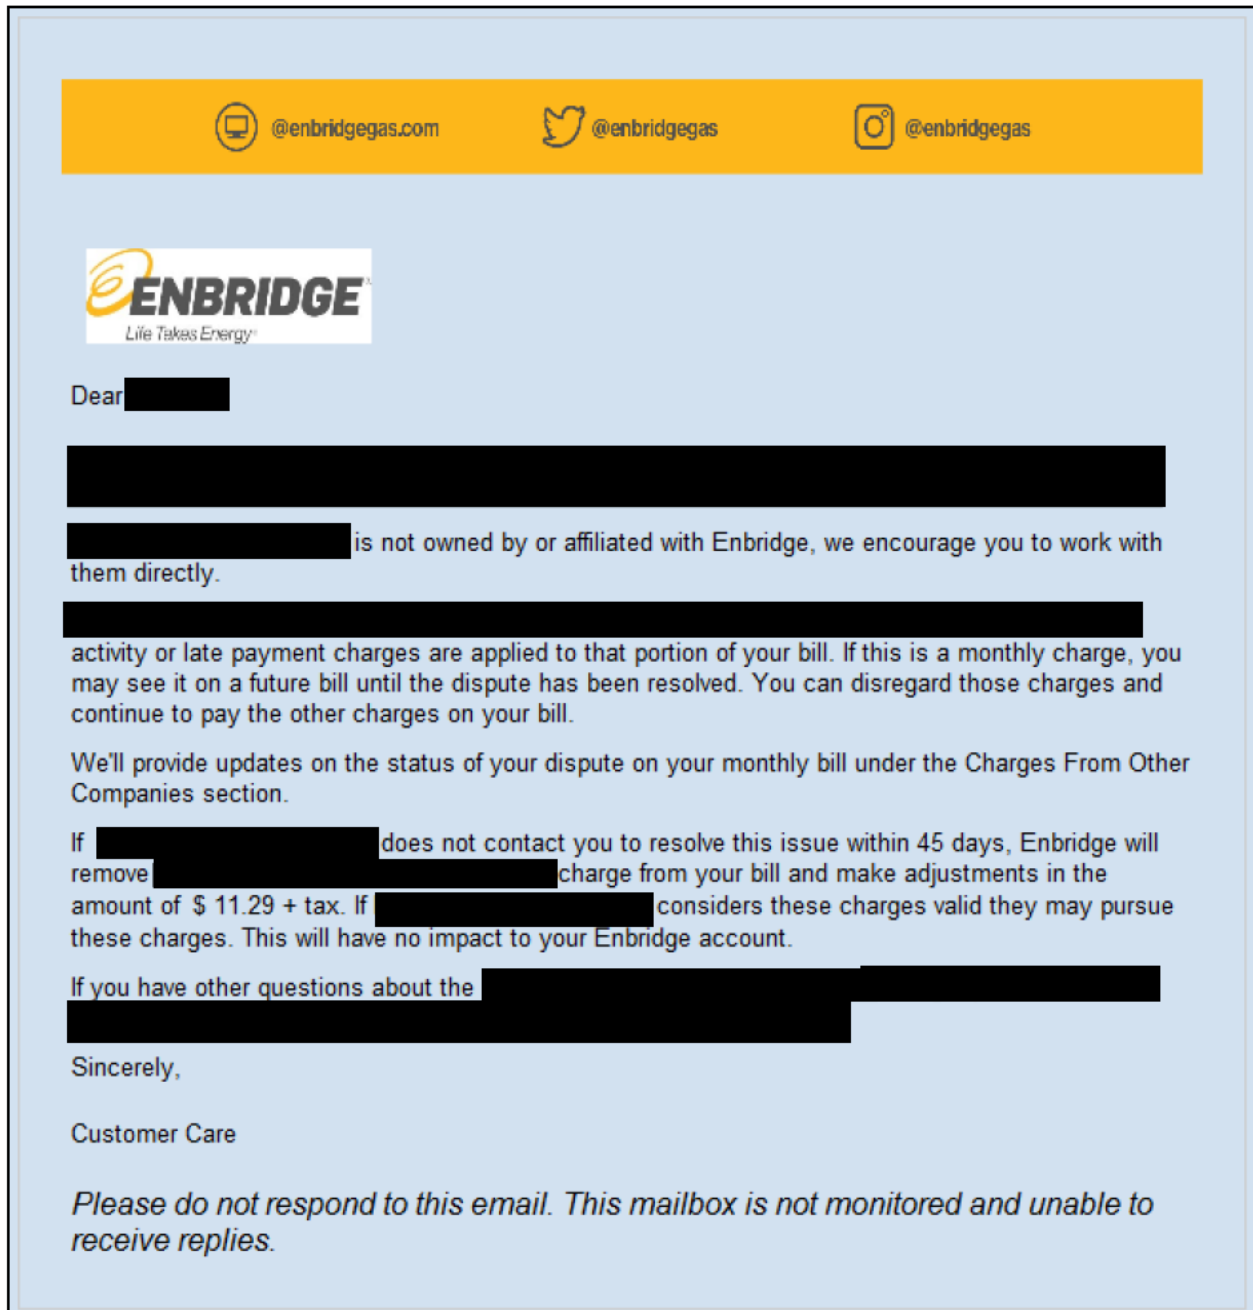 @enbridgegas.com @enbridgegas @enbridgegas
ENBRIDGE
Life Takes Energy
Dear
is not owned by or affiliated with Enbridge, we encourage you to work with
them directly.
activity or late payment charges are applied to that portion of your bill. If this is a monthly charge, you
may see it on a future bill until the dispute has been resolved. You can disregard those charges and
continue to pay the other charges on your bill.
We'll provide updates on the status of your dispute on your monthly bill under the Charges From Other
Companies section.
If does not contact you to resolve this issue within 45 days, Enbridge will
remove charge from your bill and make adjustments in the
amount of $ 11.29 + tax. If considers these charges valid they may pursue
these charges. This will have no impact to your Enbridge account.
If you have other questions about the
Sincerely,
Customer Care
Please do not respond to this email. This mailbox is not monitored and unable to
receive replies.